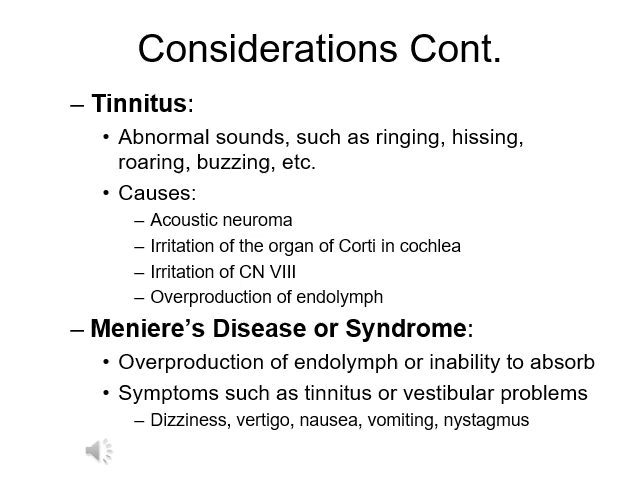 Considerations Cont.
– Tinnitus:
• Abnormal sounds, such as ringing, hissing,
roaring, buzzing, etc.
• Causes:
– Acoustic neuroma
– Irritation of the organ of Corti in cochlea
– Irritation of CN VIII
– Overproduction of endolymph
– Meniere’s Disease or Syndrome:
• Overproduction of endolymph or inability to absorb
• Symptoms such as tinnitus or vestibular problems
– Dizziness, vertigo, nausea, vomiting, nystagmus